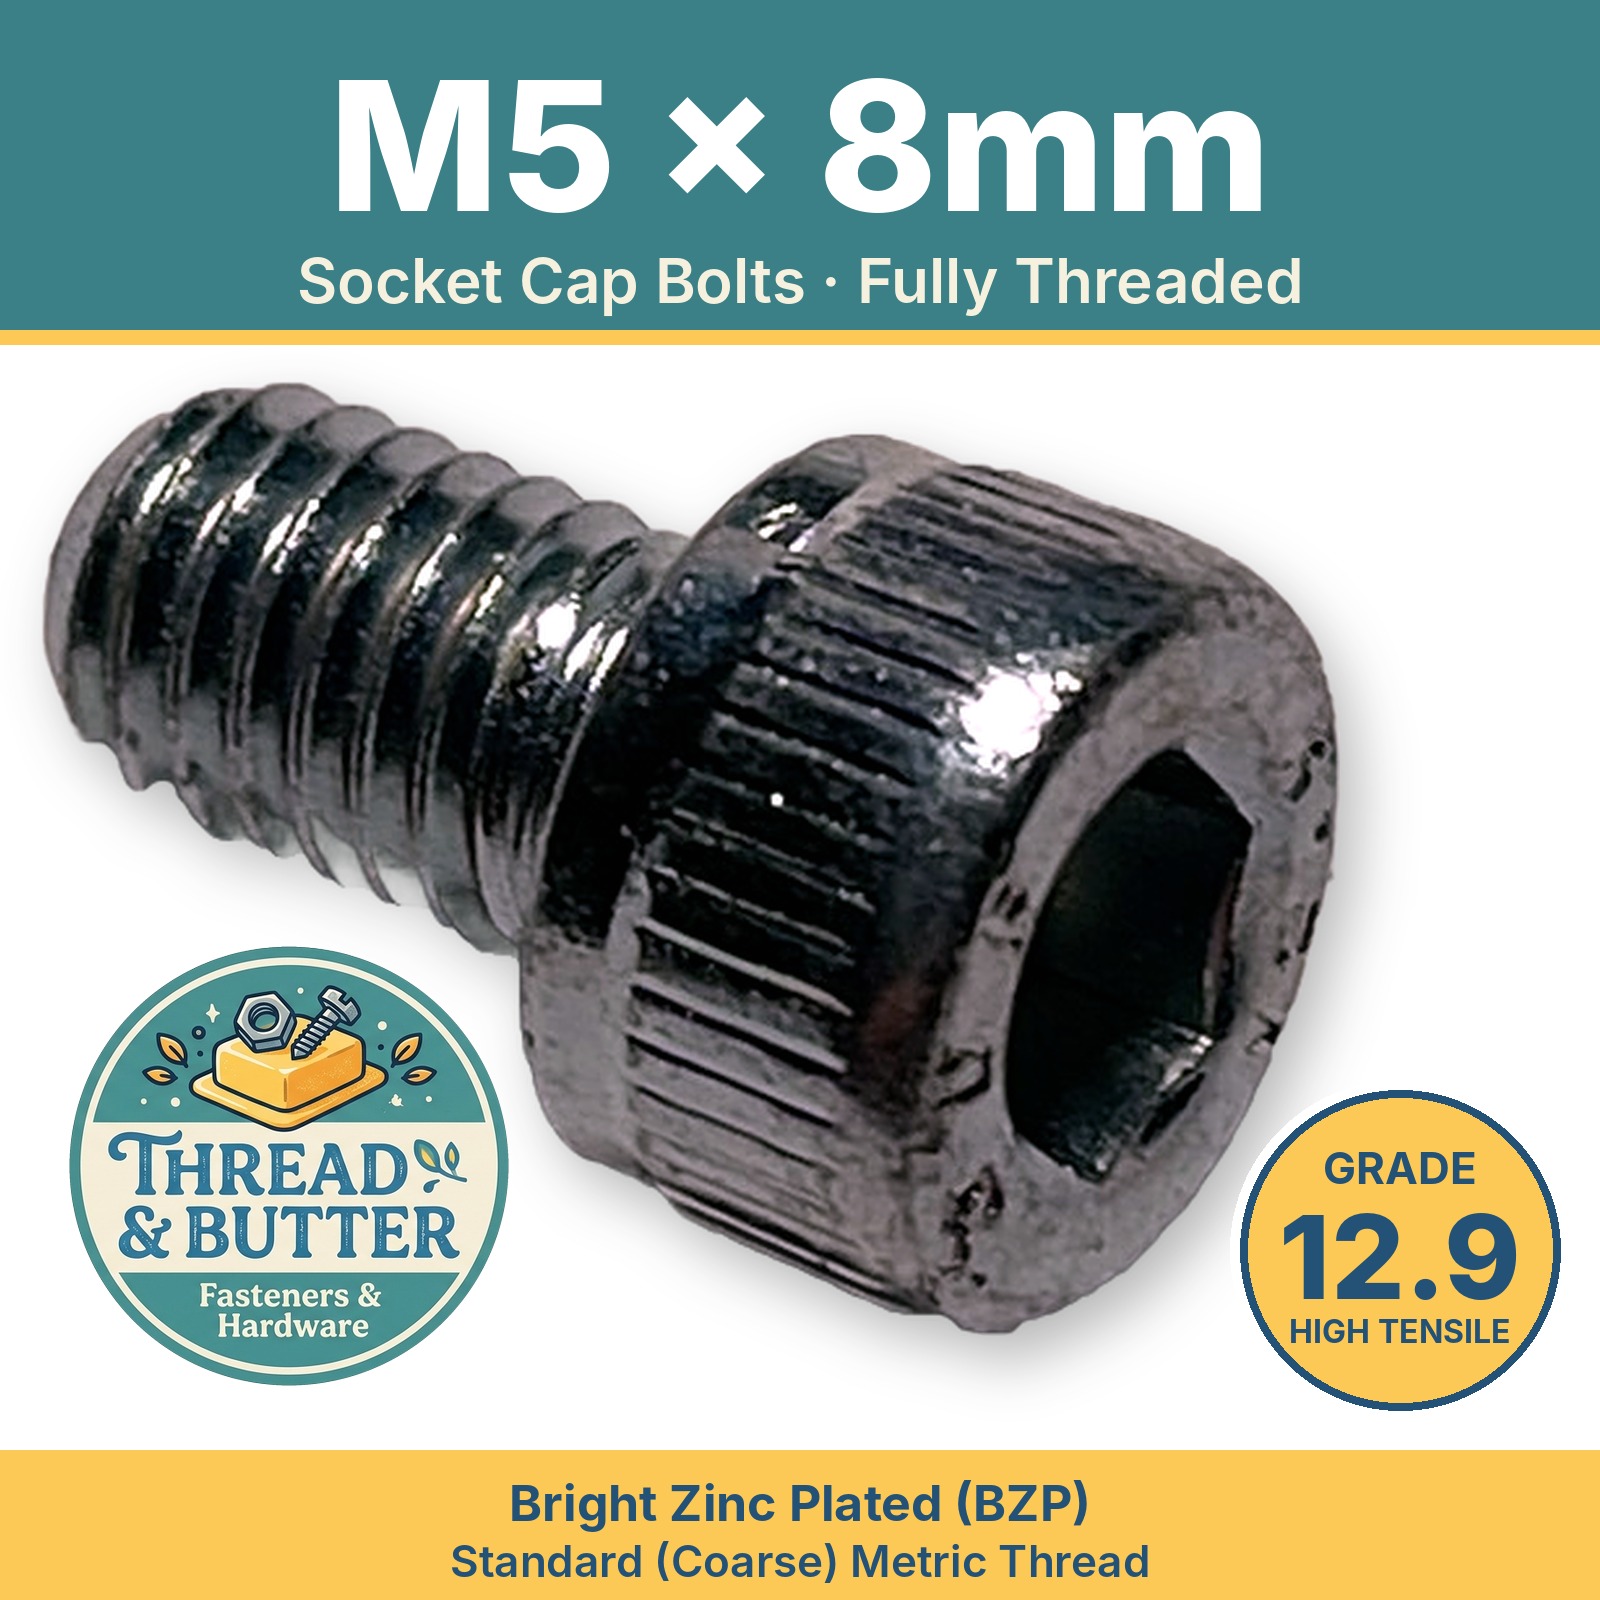 M5 × 8mm
Socket Cap Bolts · Fully Threaded
THREAD
& BUTTER
Fasteners &
Hardware
GRADE
12.9
HIGH TENSILE
Bright Zinc Plated (BZP)
Standard (Coarse) Metric Thread